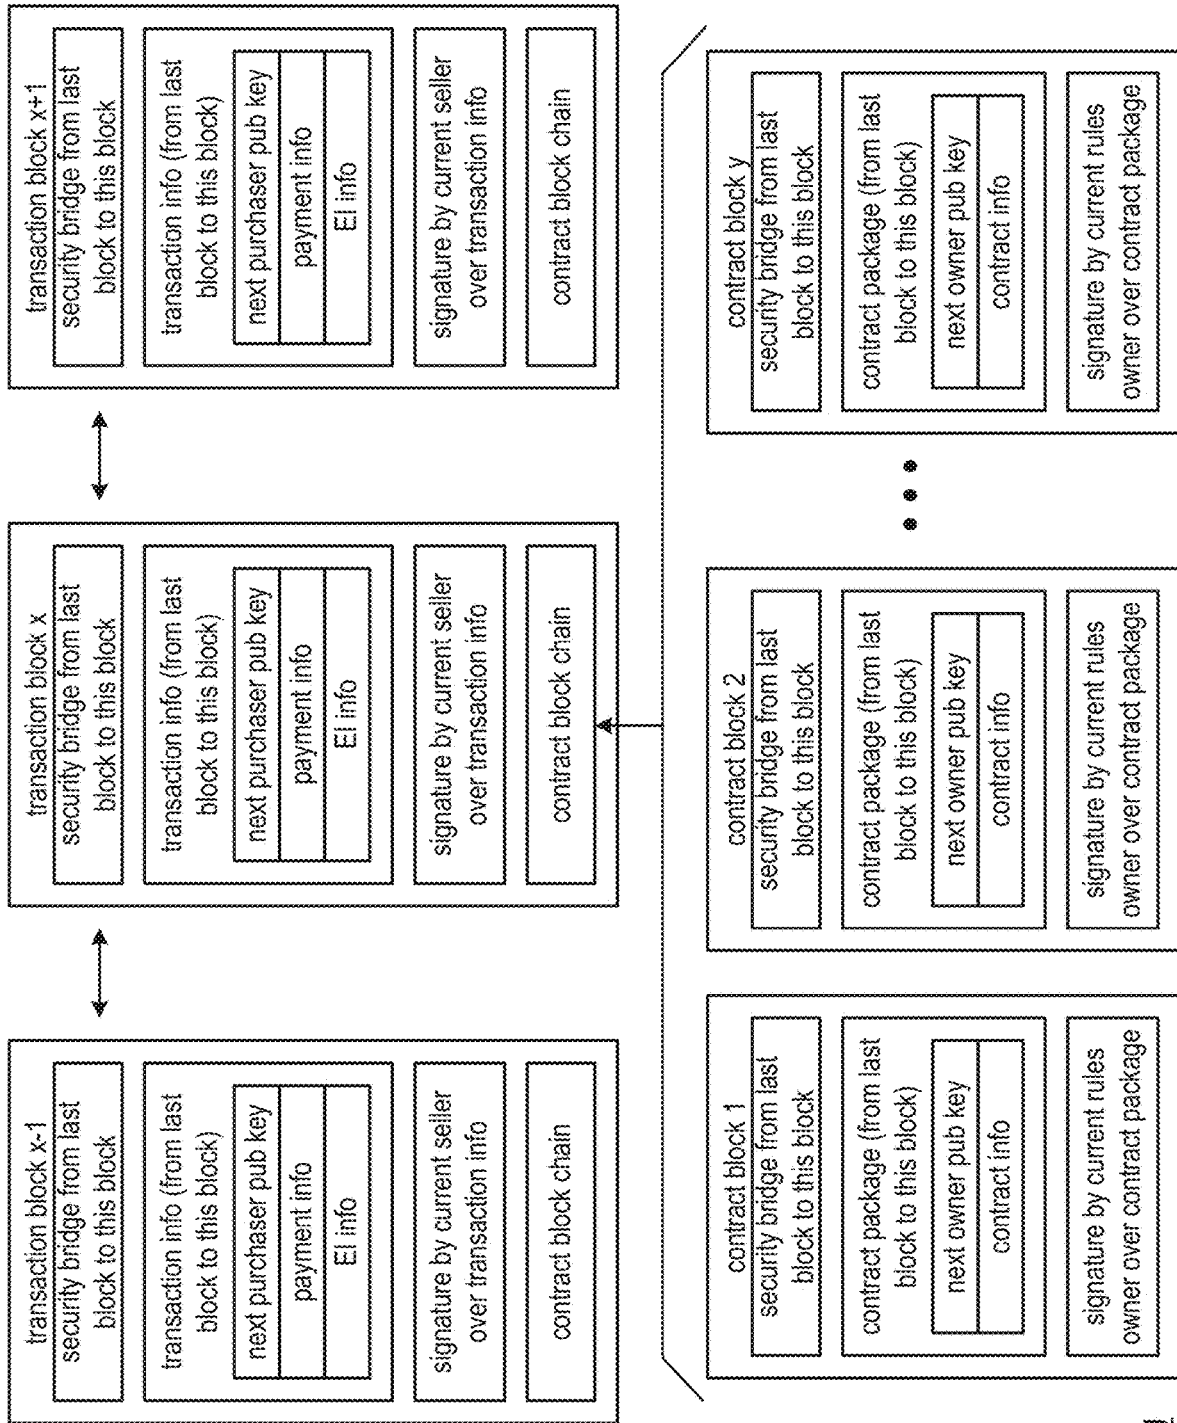 transaction block x-1
security bridge from last
block to this block
transaction info (from last
block to this block)
next purchaser pub key
payment info
EI info
signature by current seller
over transaction info
contract block chain
transaction block x
security bridge from last
block to this block
transaction info (from last
block to this block)
next purchaser pub key
payment info
EI info
signature by current seller
over transaction info
contract block chain
transaction block x+1
security bridge from last
block to this block
transaction info (from last
block to this block)
next purchaser pub key
payment info
EI info
signature by current seller
over transaction info
contract block chain
contract block 1
security bridge from last
block to this block
contract package (from last
block to this block)
next owner pub key
contract info
signature by current rules
owner over contract package
contract block 2
security bridge from last
block to this block
contract package (from last
block to this block)
next owner pub key
contract info
signature by current rules
owner over contract package
contract block y
security bridge from last
block to this block
contract package (from last
block to this block)
next owner pub key
contract info
signature by current rules
owner over contract package